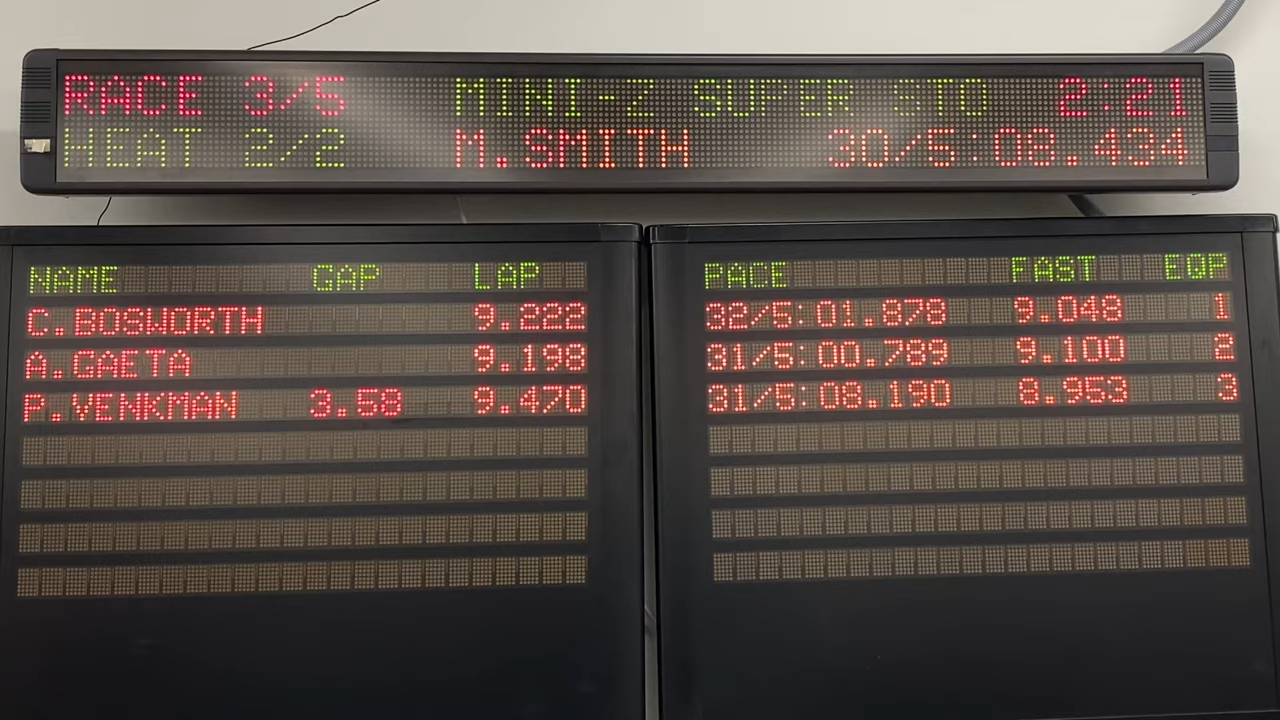 RACE 3/5 MINI-Z SUPER STO 2:21
HEAT 2/2 M.SMITH 30/5:08.434
NAME GAP LAP PACE FAST EQP
C.BOSWORTH 9.222 32/5:01.878 9.048 1
A.GAETA 9.198 31/5:00.789 9.100 2
P.VENKMAN 3.58 9.470 31/5:08.190 8.953 3